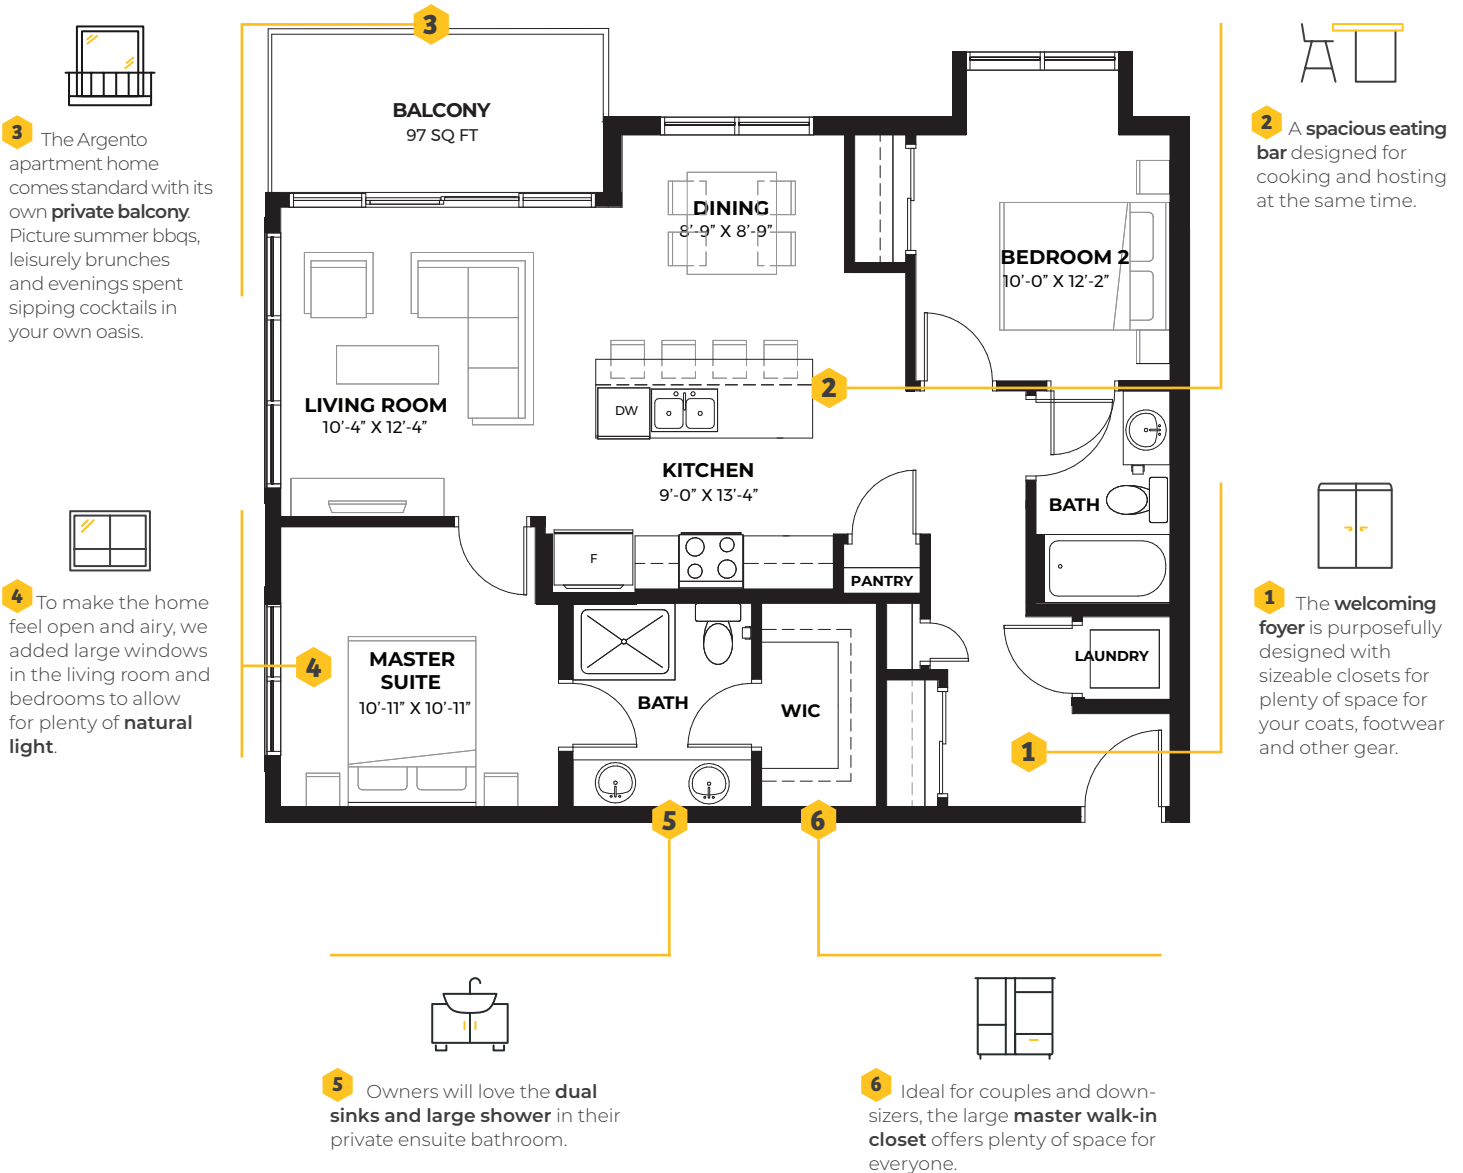 3
BALCONY
97 SQ FT
3 The Argento
apartment home
comes standard with its
own private balcony.
Picture summer bbqs,
leisurely brunches
and evenings spent
sipping cocktails in
your own oasis.
2 A spacious eating
bar designed for
cooking and hosting
at the same time.
DINING
8'-9" X 8'-9"
BEDROOM 2
10'-0" X 12'-2"
2
LIVING ROOM
10'-4" X 12'-4"
DW
KITCHEN
9'-0" X 13'-4"
BATH
F
PANTRY
4 To make the home
feel open and airy, we
added large windows
in the living room and
bedrooms to allow
for plenty of natural
light.
4
MASTER
SUITE
10'-11" X 10'-11"
BATH
WIC
LAUNDRY
1
1 The welcoming
foyer is purposefully
designed with
sizeable closets for
plenty of space for
your coats, footwear
and other gear.
5
6
5 Owners will love the dual
sinks and large shower in their
private ensuite bathroom.
6 Ideal for couples and down-
sizers, the large master walk-in
closet offers plenty of space for
everyone.